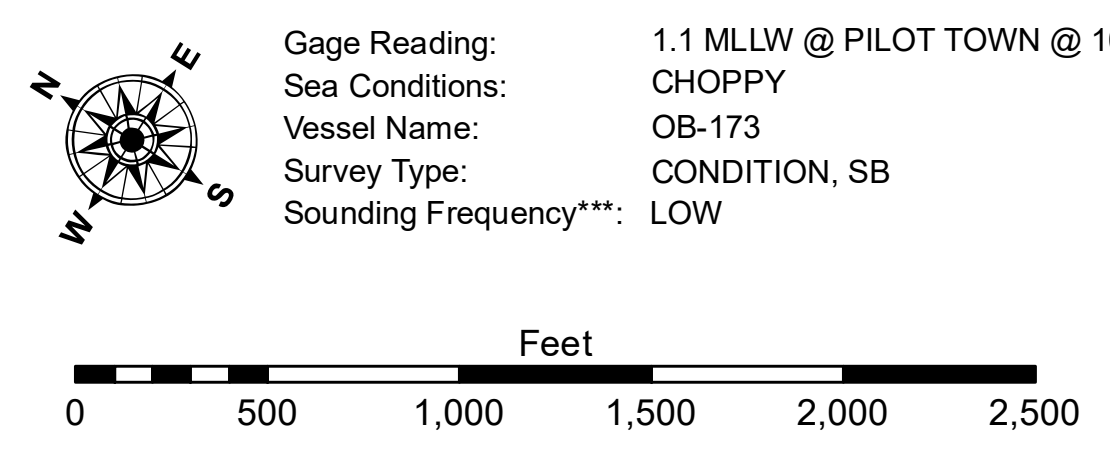 N E S W
Gage Reading: 1.1 MLLW @ PILOT TOWN @
Sea Conditions: CHOPPY
Vessel Name: OB-173
Survey Type: CONDITION, SB
Sounding Frequency***: LOW
Feet
0 500 1,000 1,500 2,000 2,500